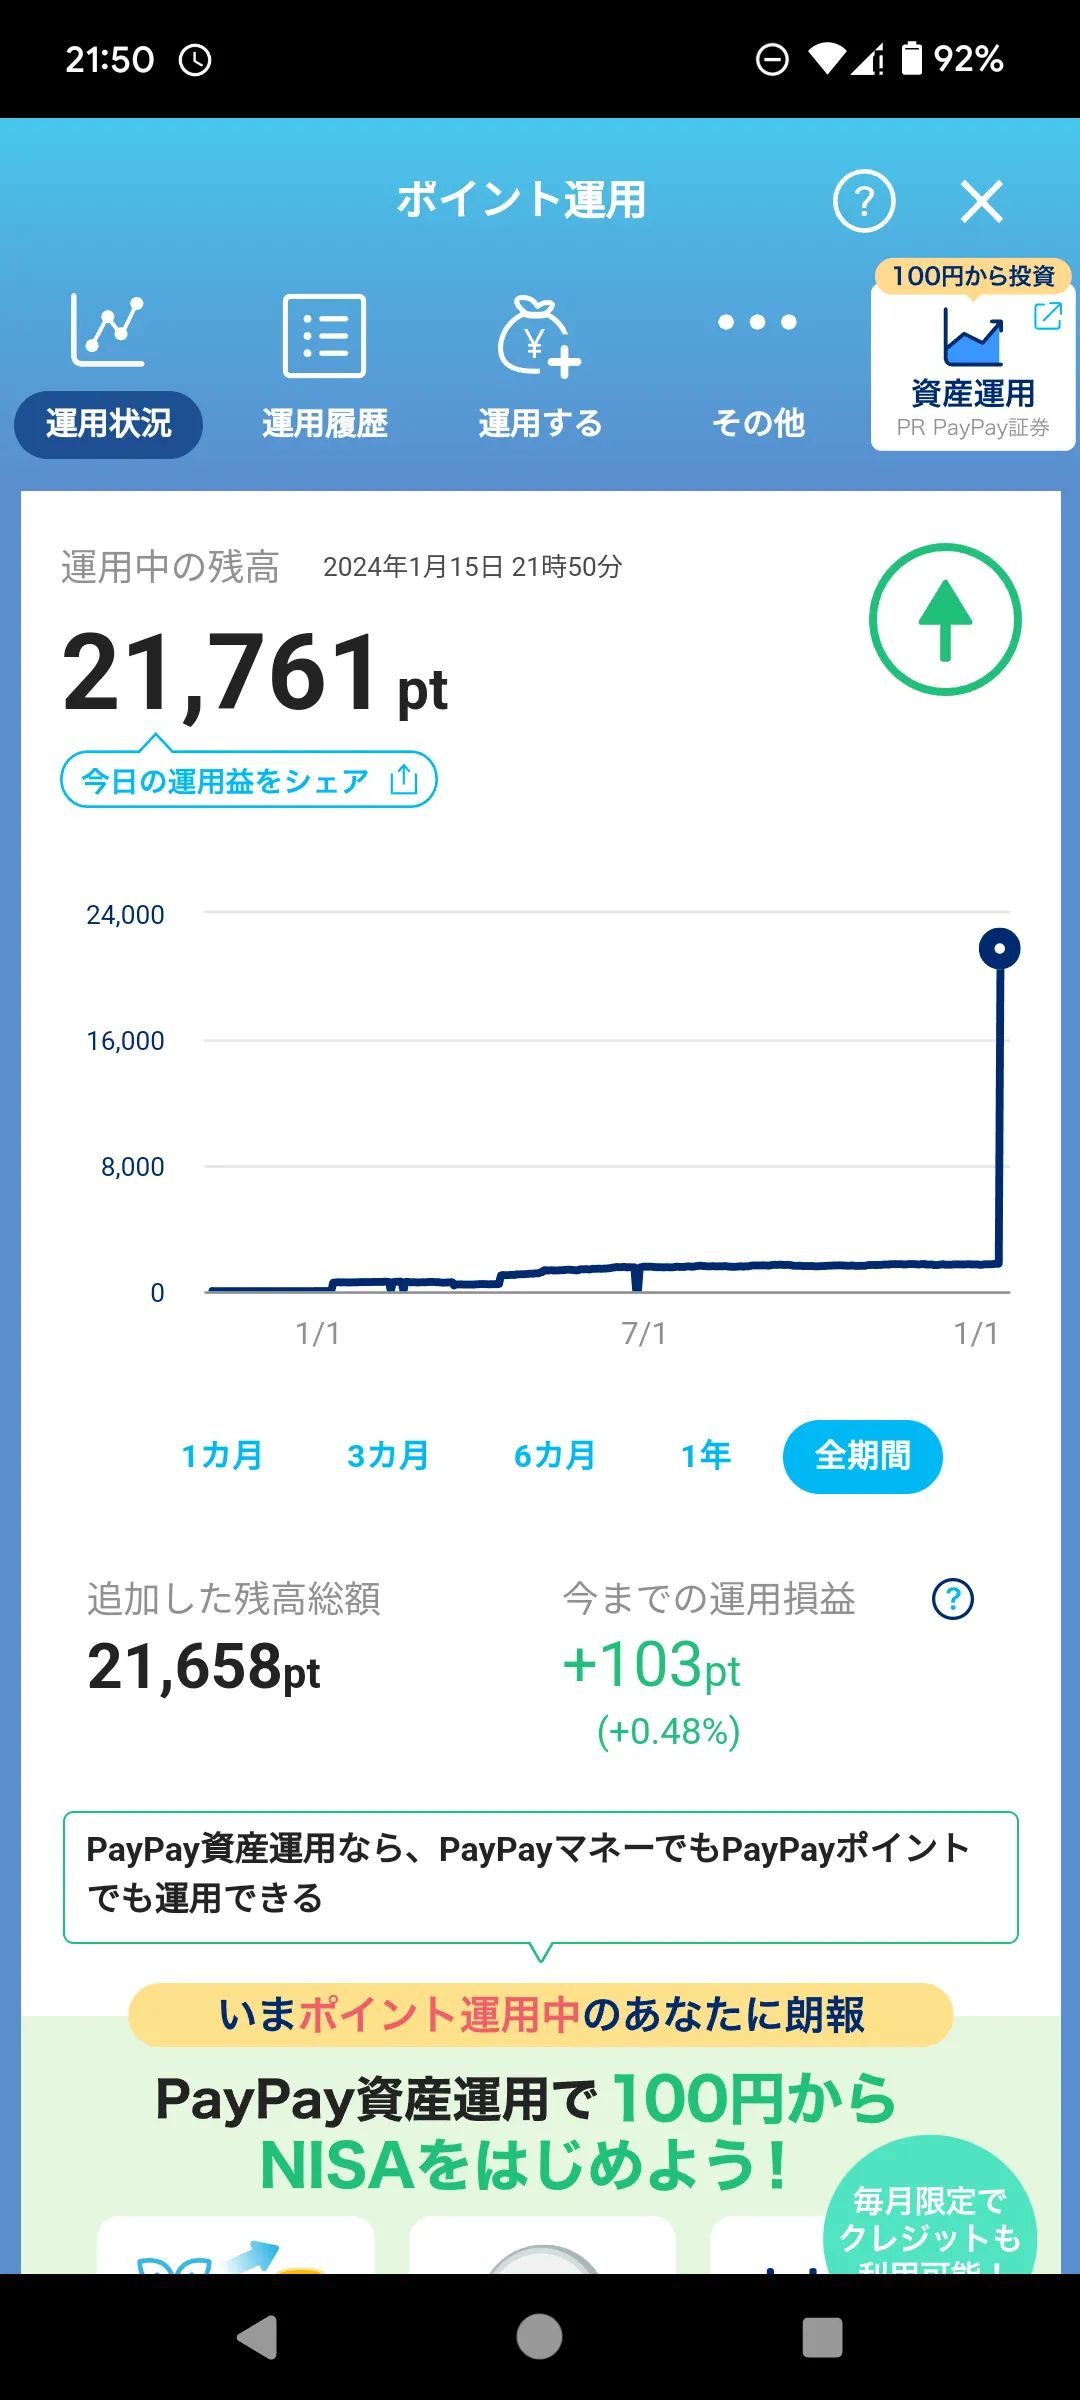 21:50
92%
ポイント運用
?
100円から投資
運用状況
運用履歴
¥
運用する
その他
資産運用
PR PayPay証券
運用中の残高 2024年1月15日 21時50分
21,761 pt
今日の運用益をシェア
24,000
16,000
8,000
0
1/1 7/1 1/1
1カ月 3カ月 6カ月 1年 全期間
追加した残高総額
21,658pt
今までの運用損益 ?
+103pt
(+0.48%)
PayPay資産運用なら、PayPayマネーでもPayPayポイント
でも運用できる
いまポイント運用中のあなたに朗報
PayPay資産運用で100円から
NISAをはじめよう!
毎月限定で
クレジットも
利用可能!